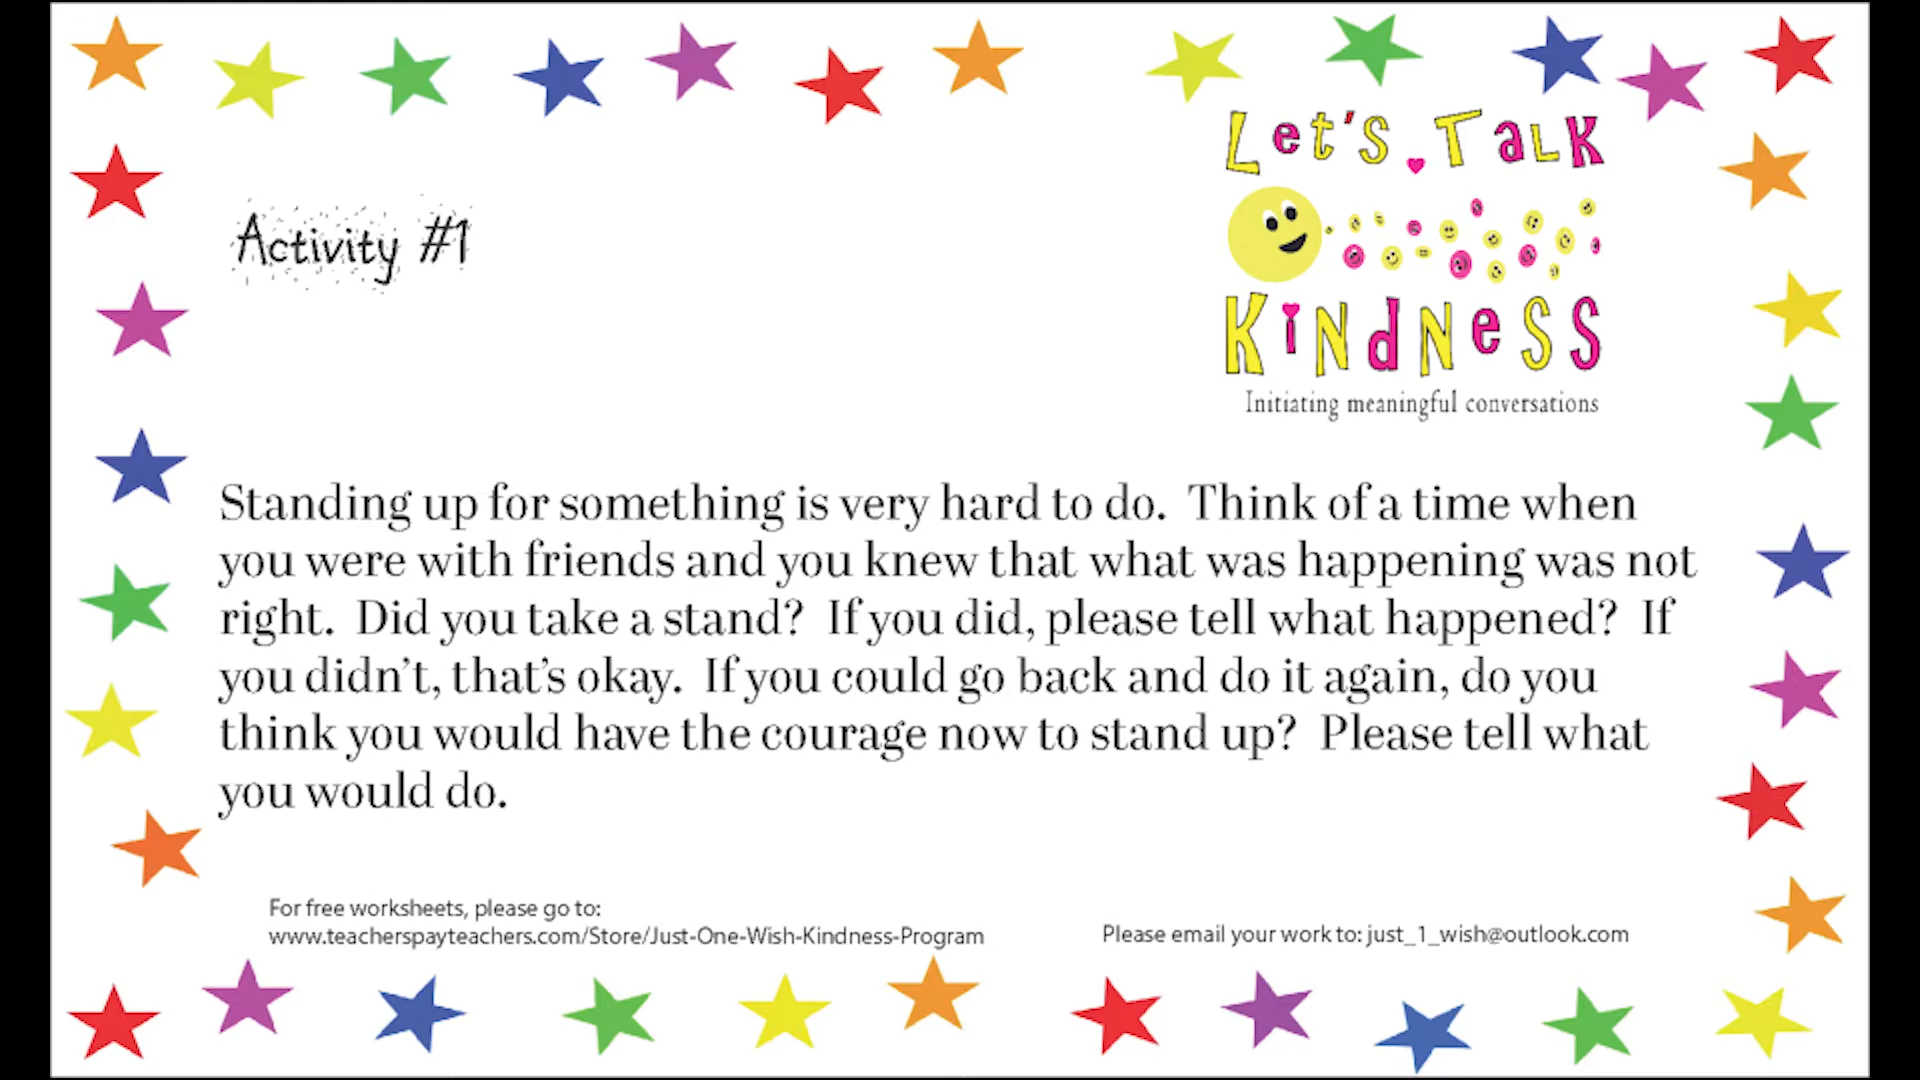 Let's Talk
Activity #1
Kindness
Initiating meaningful conversations
Standing up for something is very hard to do. Think of a time when
you were with friends and you knew that what was happening was not
right. Did you take a stand? If you did, please tell what happened? If
you didn't, that's okay. If you could go back and do it again, do you
think you would have the courage now to stand up? Please tell what
you would do.
For free worksheets, please go to:
www.teacherspayteachers.com/Store/Just-One-Wish-Kindness-Program
Please email your work to: just_1_wish@outlook.com